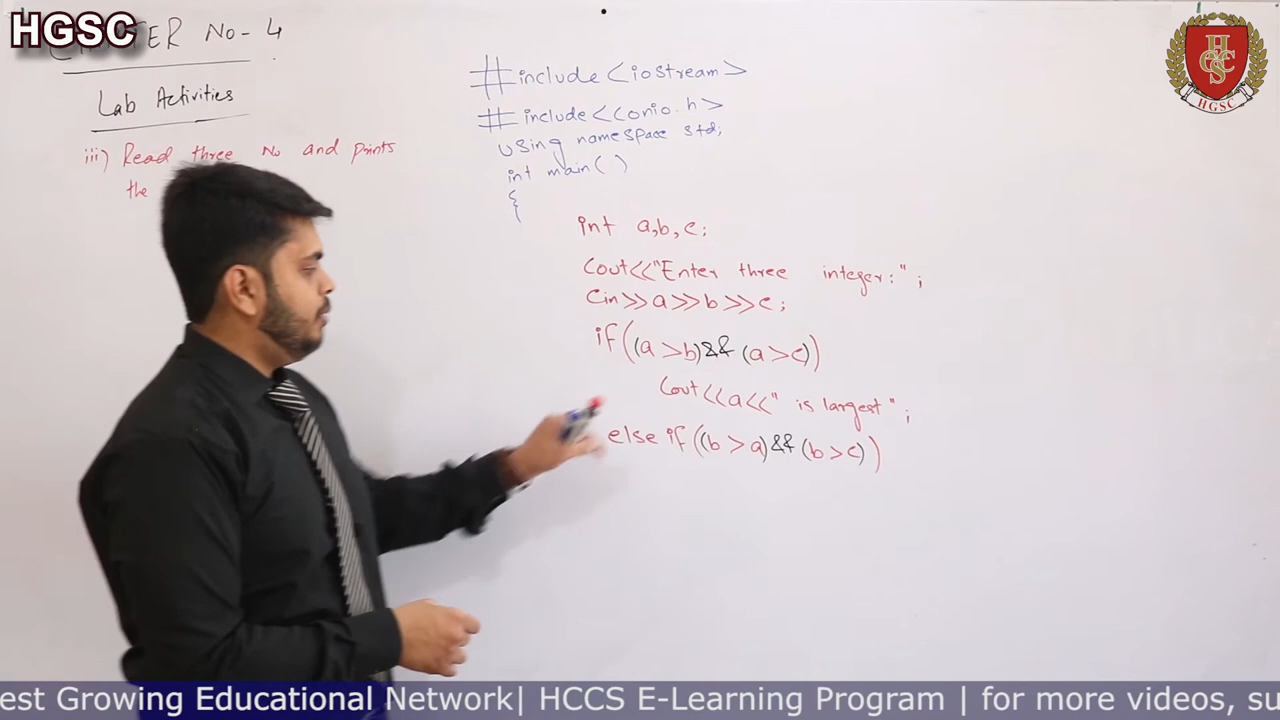 HGSC
No-4
Lab Activities
iii) Read three No and prints
the
#include<iostream>
#include<conio.h>
using namespace std;
int main( )
{
int a,b,c;
Cout<<"Enter three integer:" ;
Cin>>a>>b>>c;
if((a>b)&&(a>c))
Cout<<a<<" is largest" ;
else if((b>a)&&(b>c))
HGSC
est Growing Educational Network| HCCS E-Learning Program | for more videos, su